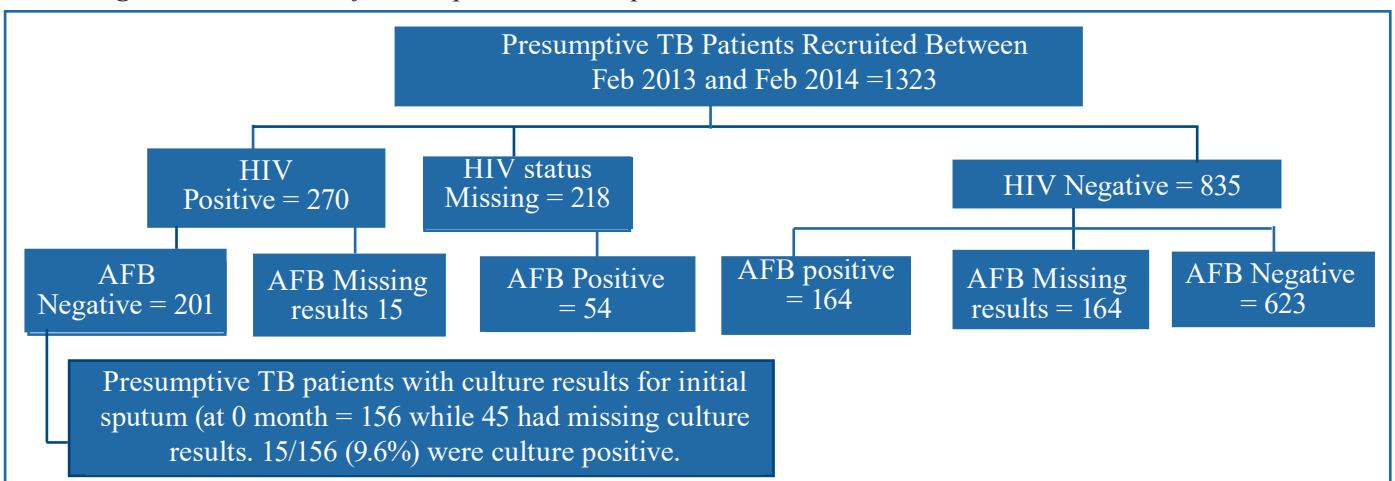 Presumptive TB Patients Recruited Between
Feb 2013 and Feb 2014 =1323
HIV
Positive = 270
HIV status
Missing = 218
HIV Negative = 835
AFB
Negative = 201
AFB Missing
results 15
AFB Positive
= 54
AFB positive
= 164
AFB Missing
results = 164
AFB Negative
= 623
Presumptive TB patients with culture results for initial
sputum (at 0 month = 156 while 45 had missing culture
results. 15/156 (9.6%) were culture positive.